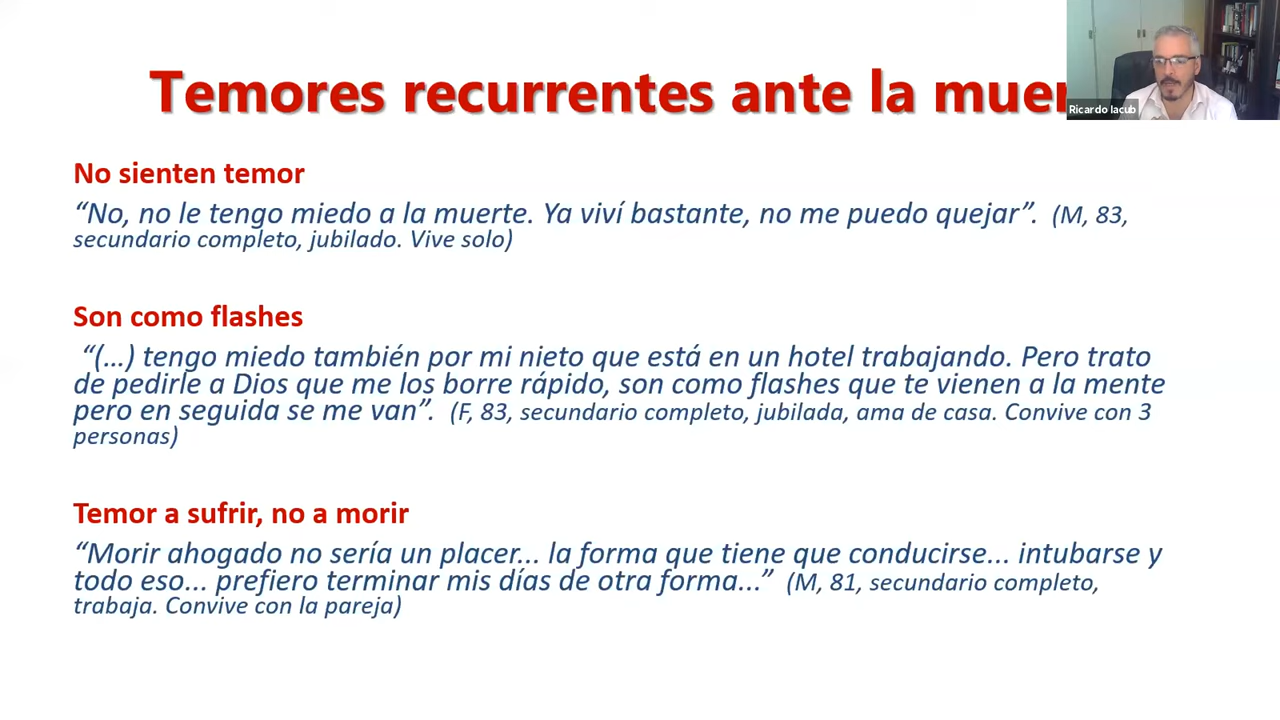 Temores recurrentes ante la
Ricardo Iacub
No sienten temor
“No, no le tengo miedo a la muerte. Ya viví bastante, no me puedo quejar”. (M, 83,
secundario completo, jubilado. Vive solo)
Son como flashes
“(...) tengo miedo también por mi nieto que está en un hotel trabajando. Pero trato
de pedirle a Dios que me los borre rápido, son como flashes que te vienen a la mente
pero en seguida se me van”. (F, 83, secundario completo, jubilada, ama de casa. Convive con 3
personas)
Temor a sufrir, no a morir
“Morir ahogado no sería un placer... la forma que tiene que conducirse... intubarse y
todo eso... prefiero terminar mis días de otra forma...” (M, 81, secundario completo,
trabaja. Convive con la pareja)